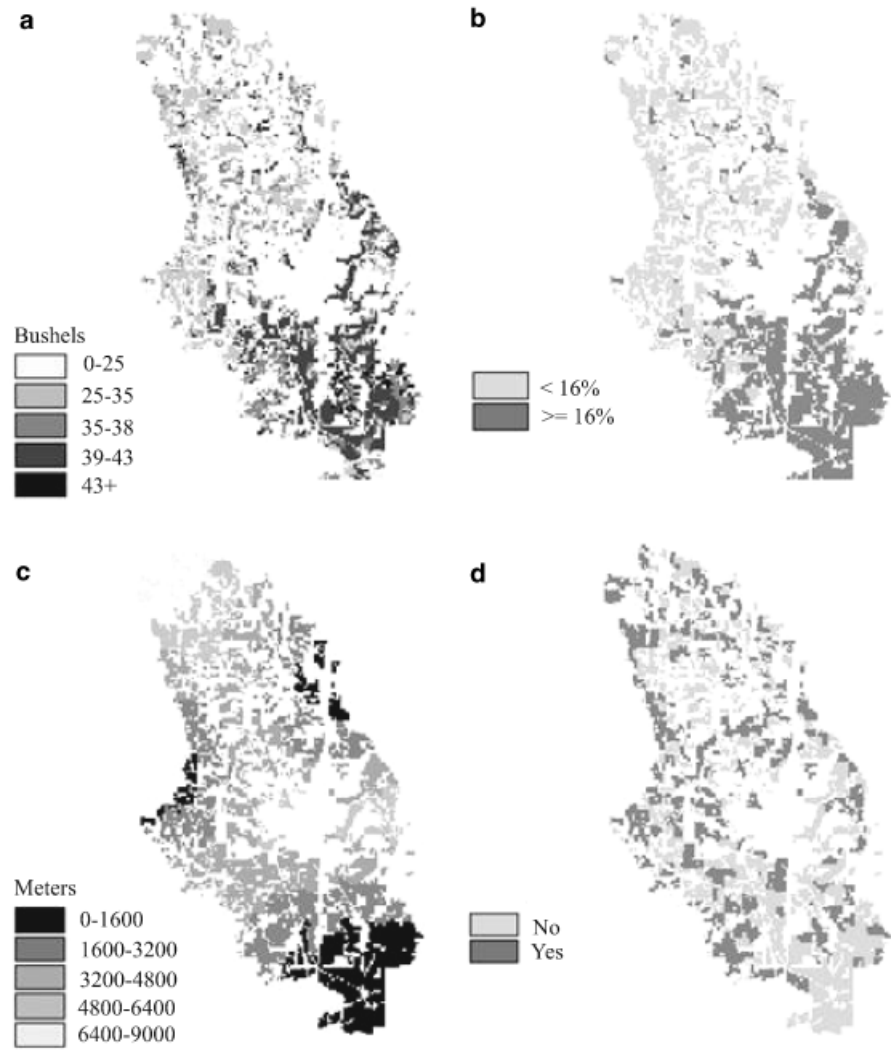 a
b
Bushels
0-25
25-35
35-38
39-43
43+
< 16%
>= 16%
c
d
Meters
0-1600
1600-3200
3200-4800
4800-6400
6400-9000
No
Yes